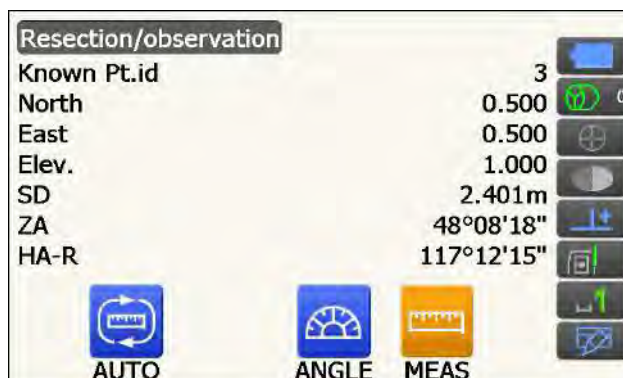 Resection/observation
Known Pt.id 3
North 0.500
East 0.500
Elev. 1.000
SD 2.401m
ZA 48°08'18"
HA-R 117°12'15"
AUTO ANGLE MEAS